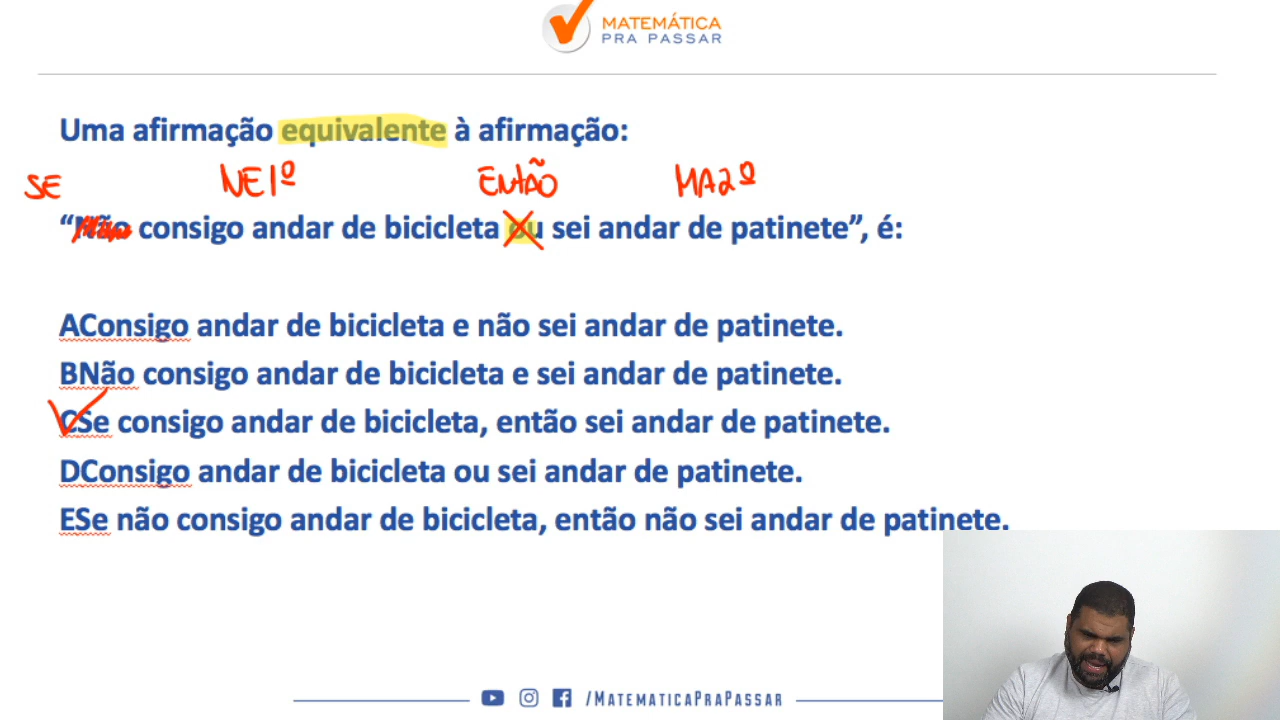 MATEMÁTICA
PRA PASSAR
Uma afirmação equivalente à afirmação:
SE NE1º ENTÃO MA2º
“Não consigo andar de bicicleta ou sei andar de patinete”, é:
AConsigo andar de bicicleta e não sei andar de patinete.
BNão consigo andar de bicicleta e sei andar de patinete.
CSe consigo andar de bicicleta, então sei andar de patinete.
DConsigo andar de bicicleta ou sei andar de patinete.
ESe não consigo andar de bicicleta, então não sei andar de patinete.
/MATEMATICAPRAPASSAR